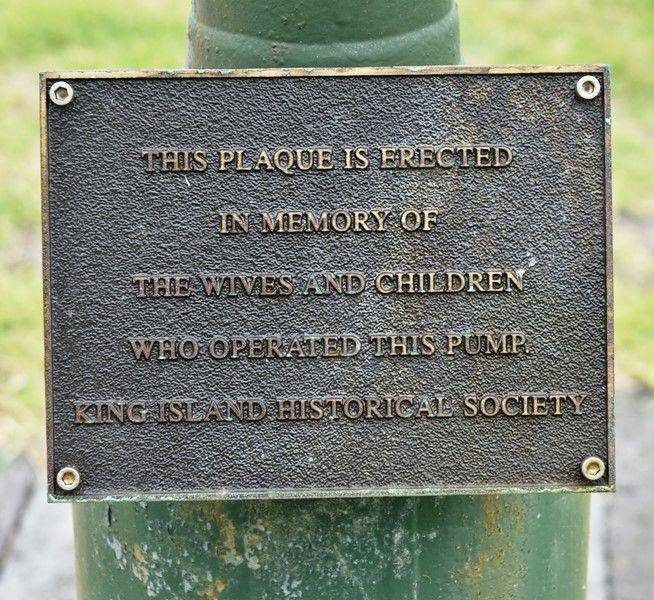 THIS PLAQUE IS ERECTED
IN MEMORY OF
THE WIVES AND CHILDREN
WHO OPERATED THIS PUMP.
KING ISLAND HISTORICAL SOCIETY